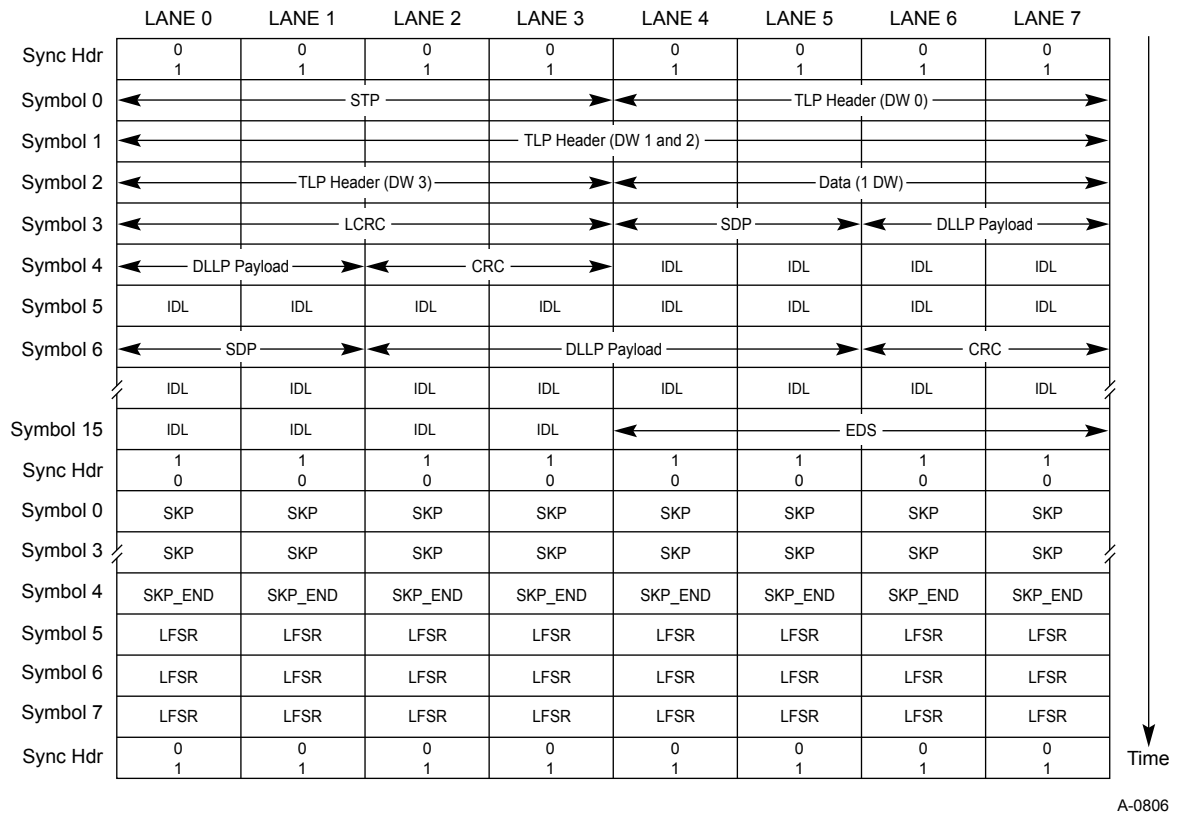 LANE 0 LANE 1 LANE 2 LANE 3 LANE 4 LANE 5 LANE 6 LANE 7
Sync Hdr 0 0 0 0 0 0 0 0
1 1 1 1 1 1 1 1
Symbol 0 STP TLP Header (DW 0)
Symbol 1 TLP Header (DW 1 and 2)
Symbol 2 TLP Header (DW 3) Data (1 DW)
Symbol 3 LCRC SDP DLLP Payload
Symbol 4 DLLP Payload CRC IDL IDL IDL IDL
Symbol 5 IDL IDL IDL IDL IDL IDL IDL IDL
Symbol 6 SDP DLLP Payload CRC
IDL IDL IDL IDL IDL IDL IDL IDL
Symbol 15 IDL IDL IDL IDL EDS
Sync Hdr 1 1 1 1 1 1 1 1
0 0 0 0 0 0 0 0
Symbol 0 SKP SKP SKP SKP SKP SKP SKP SKP
Symbol 3 SKP SKP SKP SKP SKP SKP SKP SKP
Symbol 4 SKP_END SKP_END SKP_END SKP_END SKP_END SKP_END SKP_END SKP_END
Symbol 5 LFSR LFSR LFSR LFSR LFSR LFSR LFSR LFSR
Symbol 6 LFSR LFSR LFSR LFSR LFSR LFSR LFSR LFSR
Symbol 7 LFSR LFSR LFSR LFSR LFSR LFSR LFSR LFSR
Sync Hdr 0 0 0 0 0 0 0 0
1 1 1 1 1 1 1 1
Time
A-0806